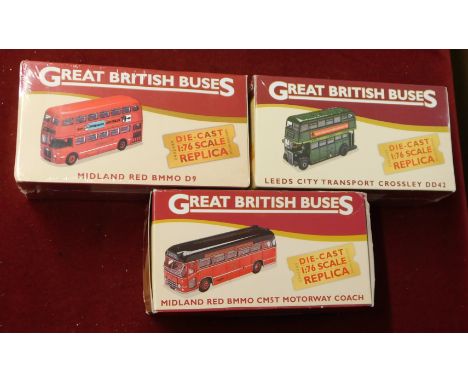 GREAT BRITISH BUSES
DIE-CAST
1:76 SCALE
REPLICA
MIDLAND RED BMMO D9
GREAT BRITISH BUSES
DIE-CAST
1:76 SCALE
REPLICA
LEEDS CITY TRANSPORT CROSSLEY DD42
GREAT BRITISH BUSES
DIE-CAST
1:76 SCALE
REPLICA
MIDLAND RED BMMO CM5T MOTORWAY COACH